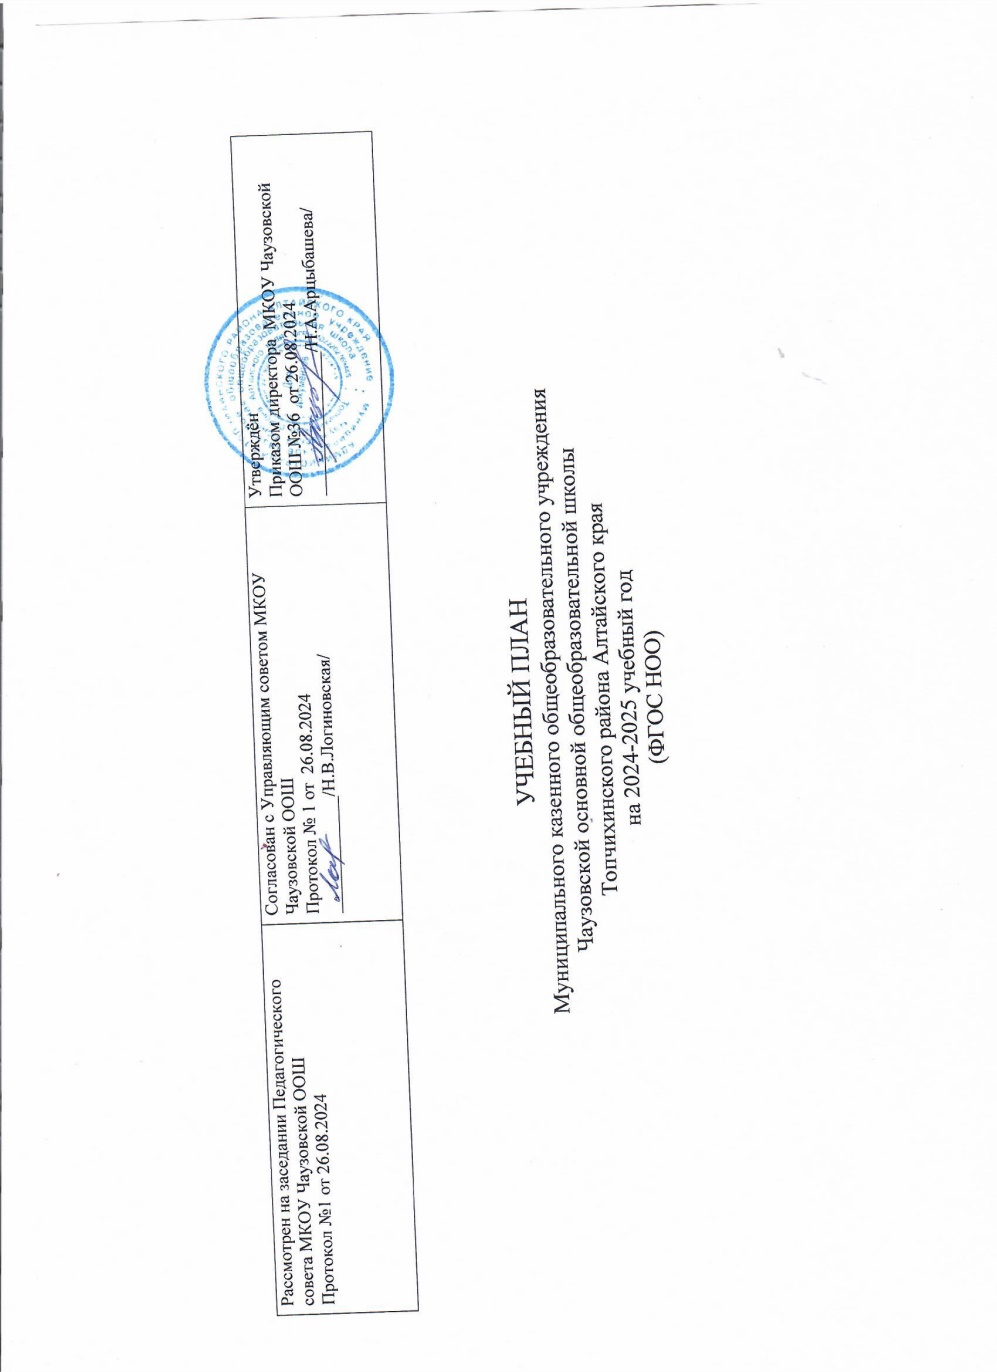 Рассмотрен на заседании Педагогического
совета МКОУ Чаузовской ООШ
Протокол №1 от 26.08.2024
Согласован с Управляющим советом МКОУ
Чаузовской ООШ
Протокол № 1 от 26.08.2024
/Н.В.Логиновская/
Утверждён
Приказом директора МКОУ Чаузовской
ООШ №36 от 26.08.2024
/Н.А.Арцыбашева/
УЧЕБНЫЙ ПЛАН
Муниципального казенного общеобразовательного учреждения
Чаузовской основной общеобразовательной школы
Топчихинского района Алтайского края
на 2024-2025 учебный год
(ФГОС НОО)